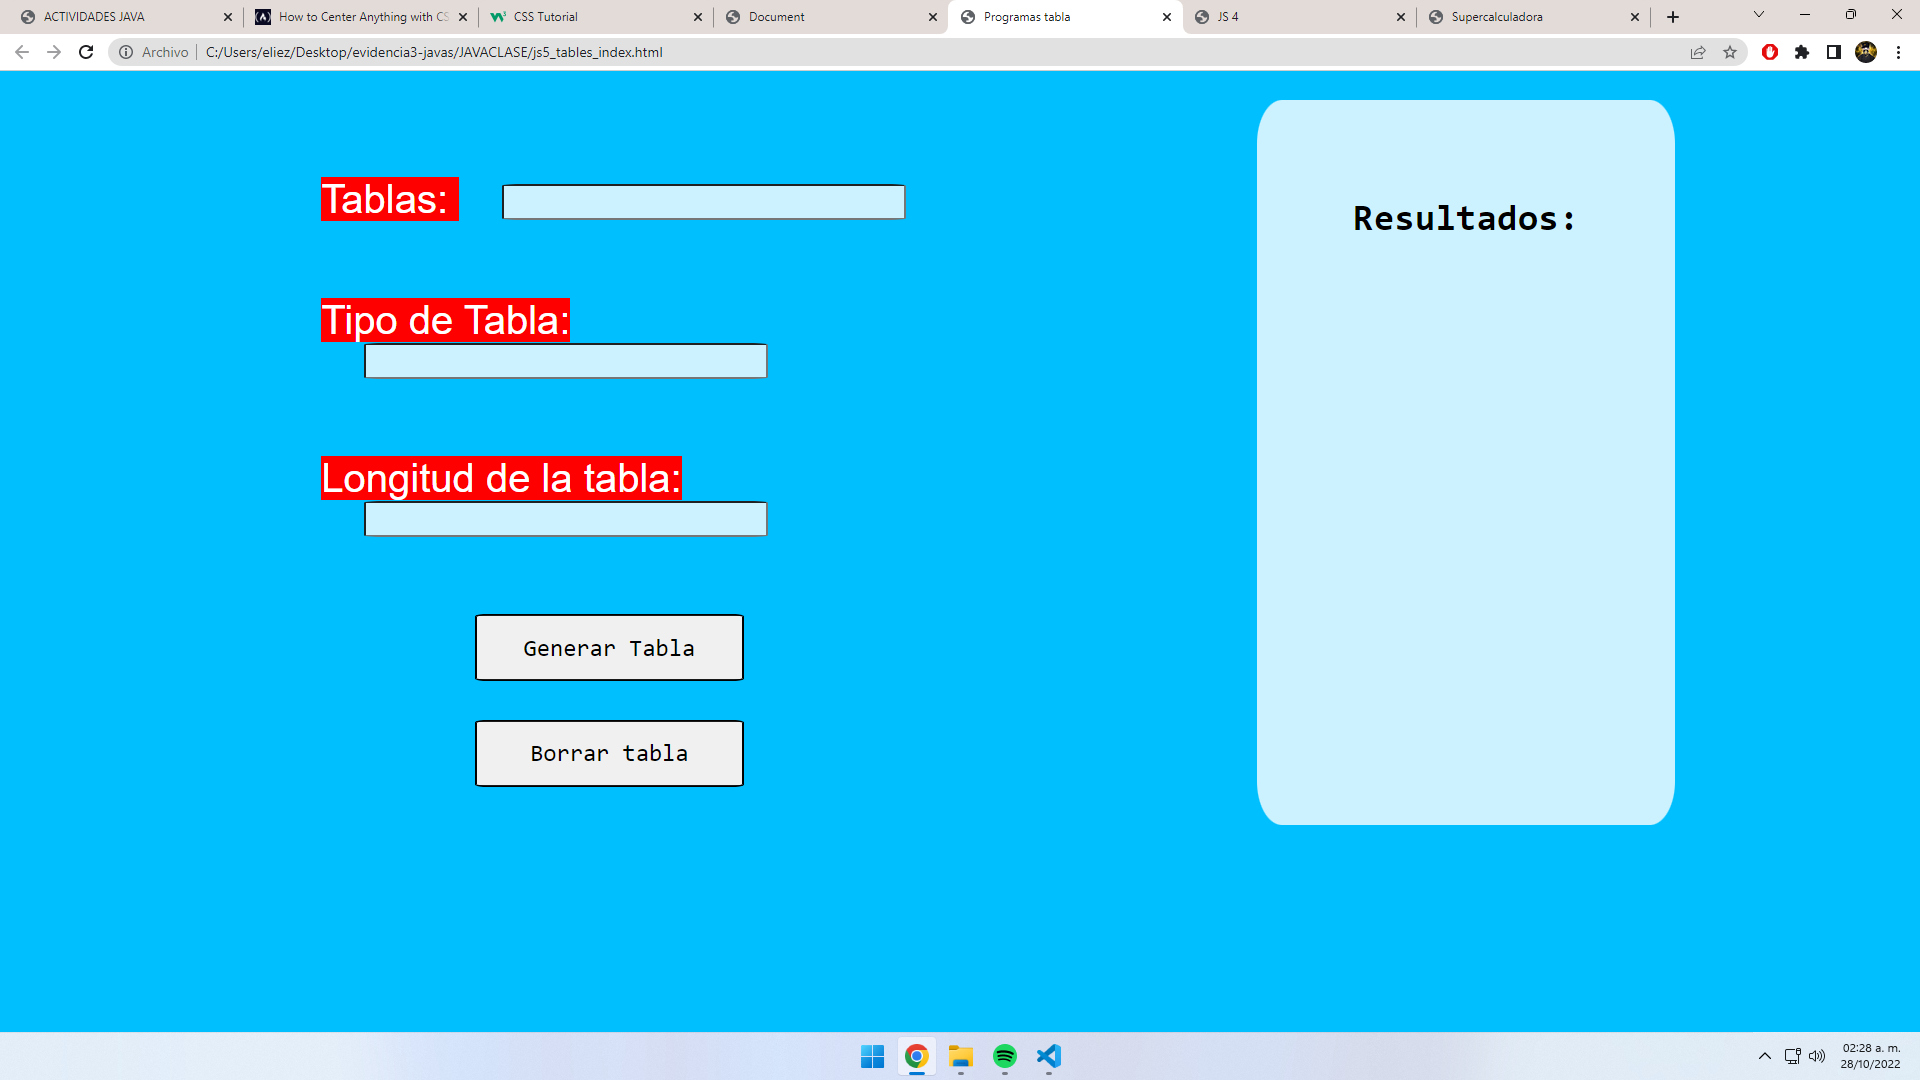 ACTIVIDADES JAVA
How to Center Anything with CS
CSS Tutorial
Document
Programas tabla
JS 4
Supercalculadora
Archivo
C:/Users/eliez/Desktop/evidencia3-javas/JAVACLASE/js5_tables_index.html
Tablas:
Tipo de Tabla:
Longitud de la tabla:
Generar Tabla
Borrar tabla
Resultados:
02:28 a. m.
28/10/2022